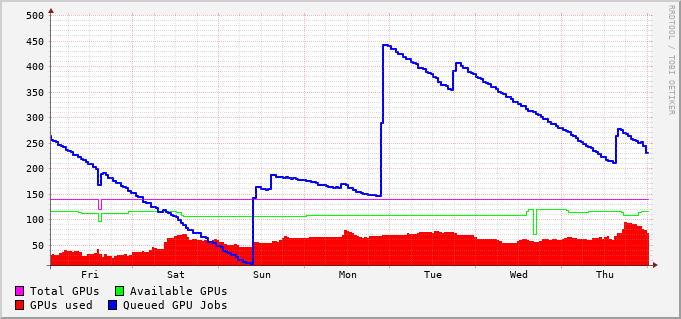 RRDTOOL / TOBI OETIKER
500
450
400
350
300
250
200
150
100
50
Fri Sat Sun Mon Tue Wed Thu
Total GPUs Available GPUs
GPUs used Queued GPU Jobs